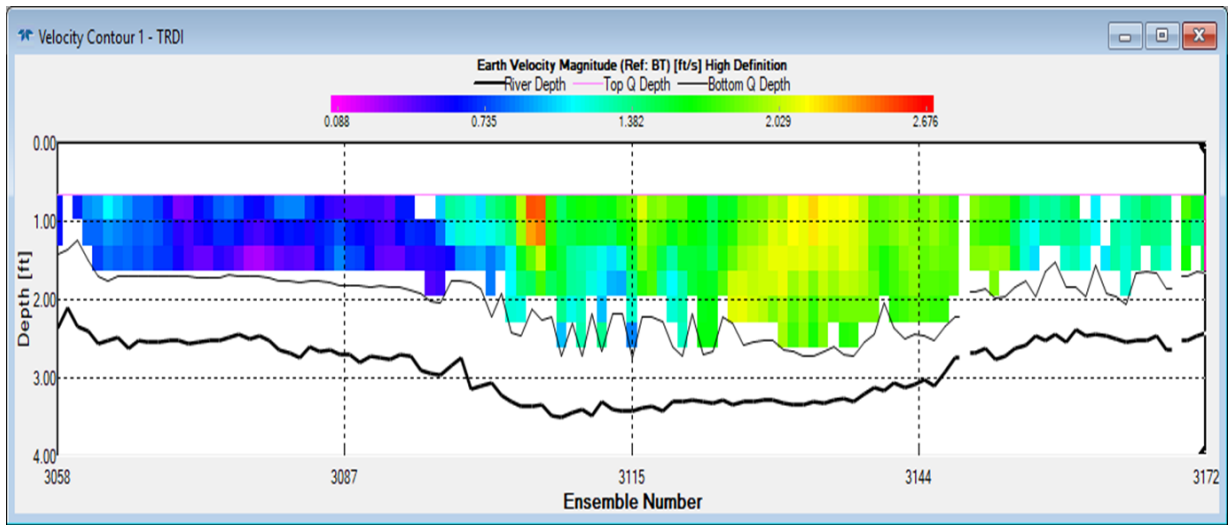 Velocity Contour 1 - TRDI
Earth Velocity Magnitude (Ref: BT) [ft/s] High Definition
River Depth Top Q Depth Bottom Q Depth
0.088 0.735 1.382 2.029 2.676
0.00
1.00
2.00
3.00
4.00
Depth [ft]
3058 3087 3115 3144 3172
Ensemble Number